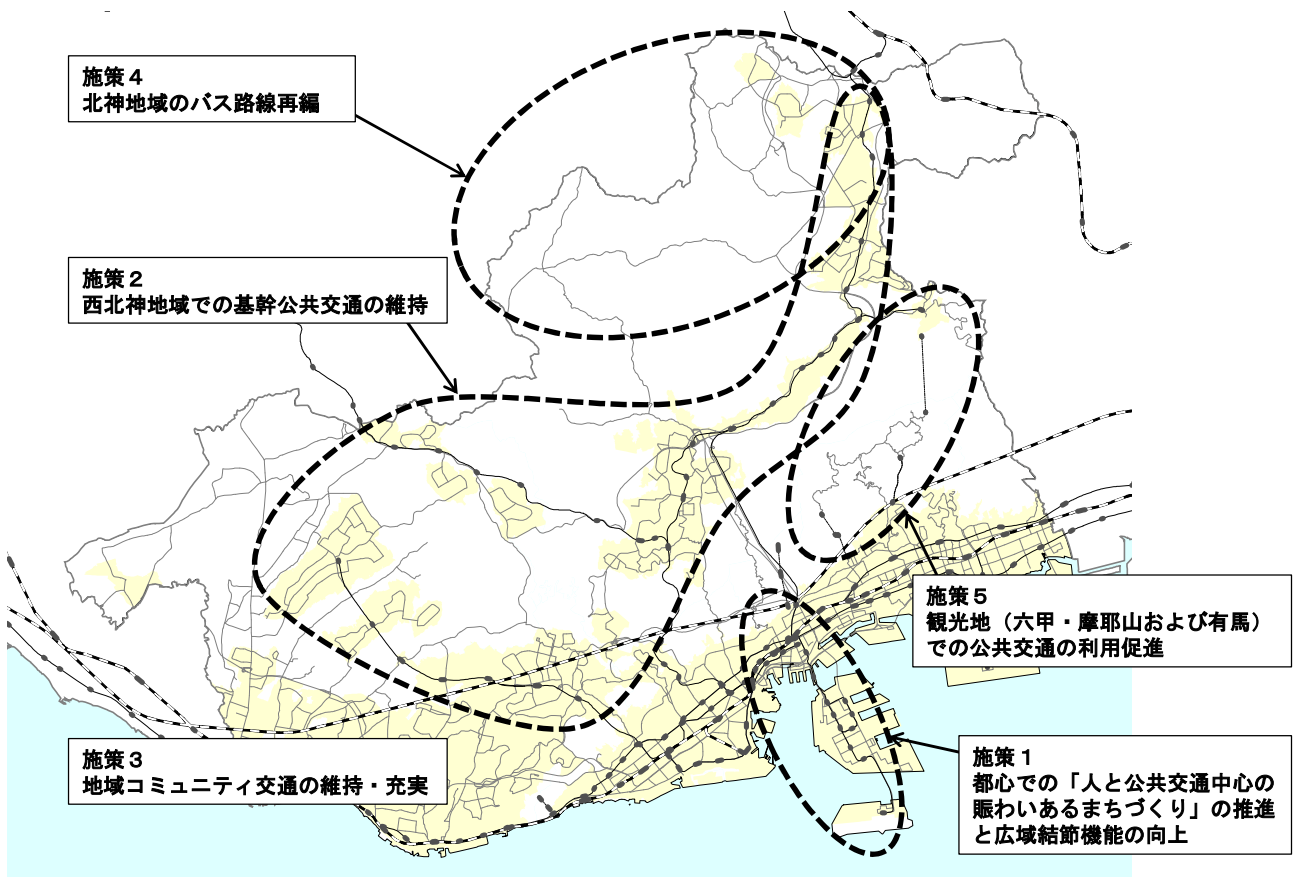 施策４
北神地域のバス路線再編
施策２
西北神地域での基幹公共交通の維持
施策５
観光地（六甲・摩耶山および有馬）
での公共交通の利用促進
施策３
地域コミュニティ交通の維持・充実
施策１
都心での「人と公共交通中心の
賑わいあるまちづくり」の推進
と広域結節機能の向上